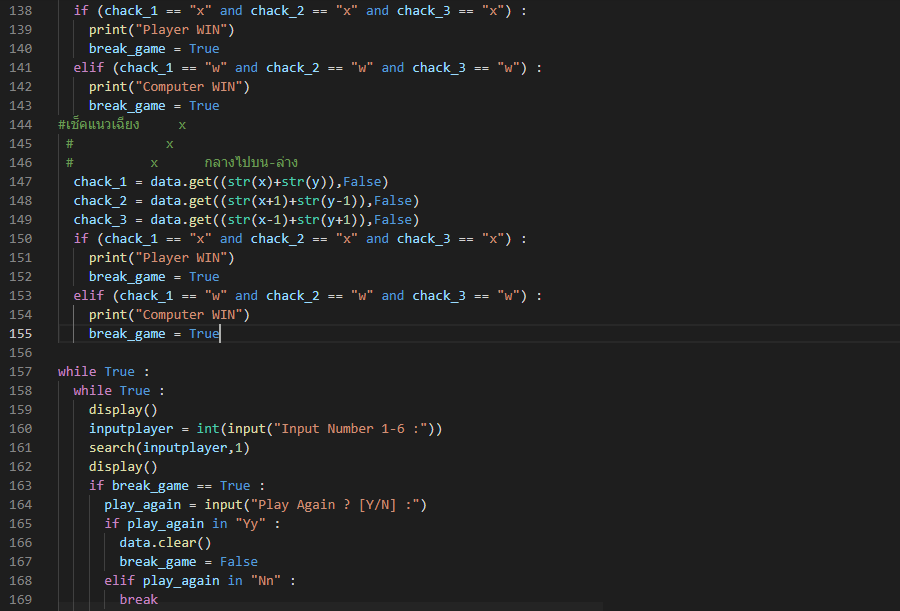 138 if (chack_1 == "x" and chack_2 == "x" and chack_3 == "x") :
139 print("Player WIN")
140 break_game = True
141 elif (chack_1 == "w" and chack_2 == "w" and chack_3 == "w") :
142 print("Computer WIN")
143 break_game = True
144 #เช็คแนวเฉียง x
145 # x
146 # x กลางไปบน-ล่าง
147 chack_1 = data.get((str(x)+str(y)),False)
148 chack_2 = data.get((str(x+1)+str(y-1)),False)
149 chack_3 = data.get((str(x-1)+str(y+1)),False)
150 if (chack_1 == "x" and chack_2 == "x" and chack_3 == "x") :
151 print("Player WIN")
152 break_game = True
153 elif (chack_1 == "w" and chack_2 == "w" and chack_3 == "w") :
154 print("Computer WIN")
155 break_game = True
156
157 while True :
158 while True :
159 display()
160 inputplayer = int(input("Input Number 1-6 :"))
161 search(inputplayer,1)
162 display()
163 if break_game == True :
164 play_again = input("Play Again ? [Y/N] :")
165 if play_again in "Yy" :
166 data.clear()
167 break_game = False
168 elif play_again in "Nn" :
169 break